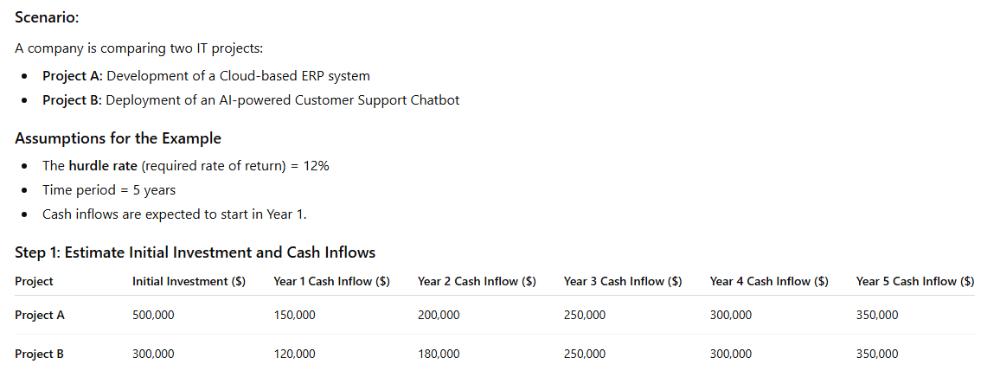 Scenario:
A company is comparing two IT projects:
• Project A: Development of a Cloud-based ERP system
• Project B: Deployment of an AI-powered Customer Support Chatbot
Assumptions for the Example
• The hurdle rate (required rate of return) = 12%
• Time period = 5 years
• Cash inflows are expected to start in Year 1.
Step 1: Estimate Initial Investment and Cash Inflows
Project Initial Investment ($) Year 1 Cash Inflow ($) Year 2 Cash Inflow ($) Year 3 Cash Inflow ($) Year 4 Cash Inflow ($) Year 5 Cash Inflow ($)
Project A 500,000 150,000 200,000 250,000 300,000 350,000
Project B 300,000 120,000 180,000 250,000 300,000 350,000